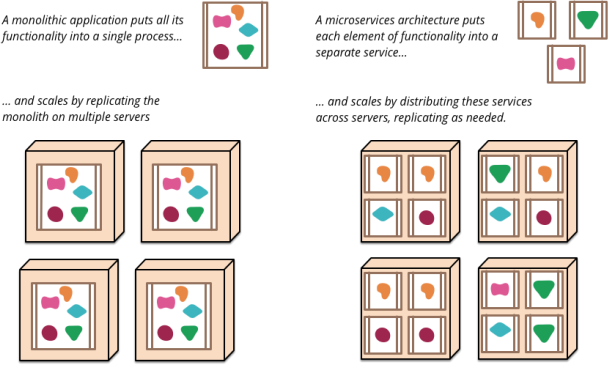 A monolithic application puts all its
functionality into a single process...
A microservices architecture puts
each element of functionality into a
separate service...
... and scales by replicating the
monolith on multiple servers
... and scales by distributing these services
across servers, replicating as needed.